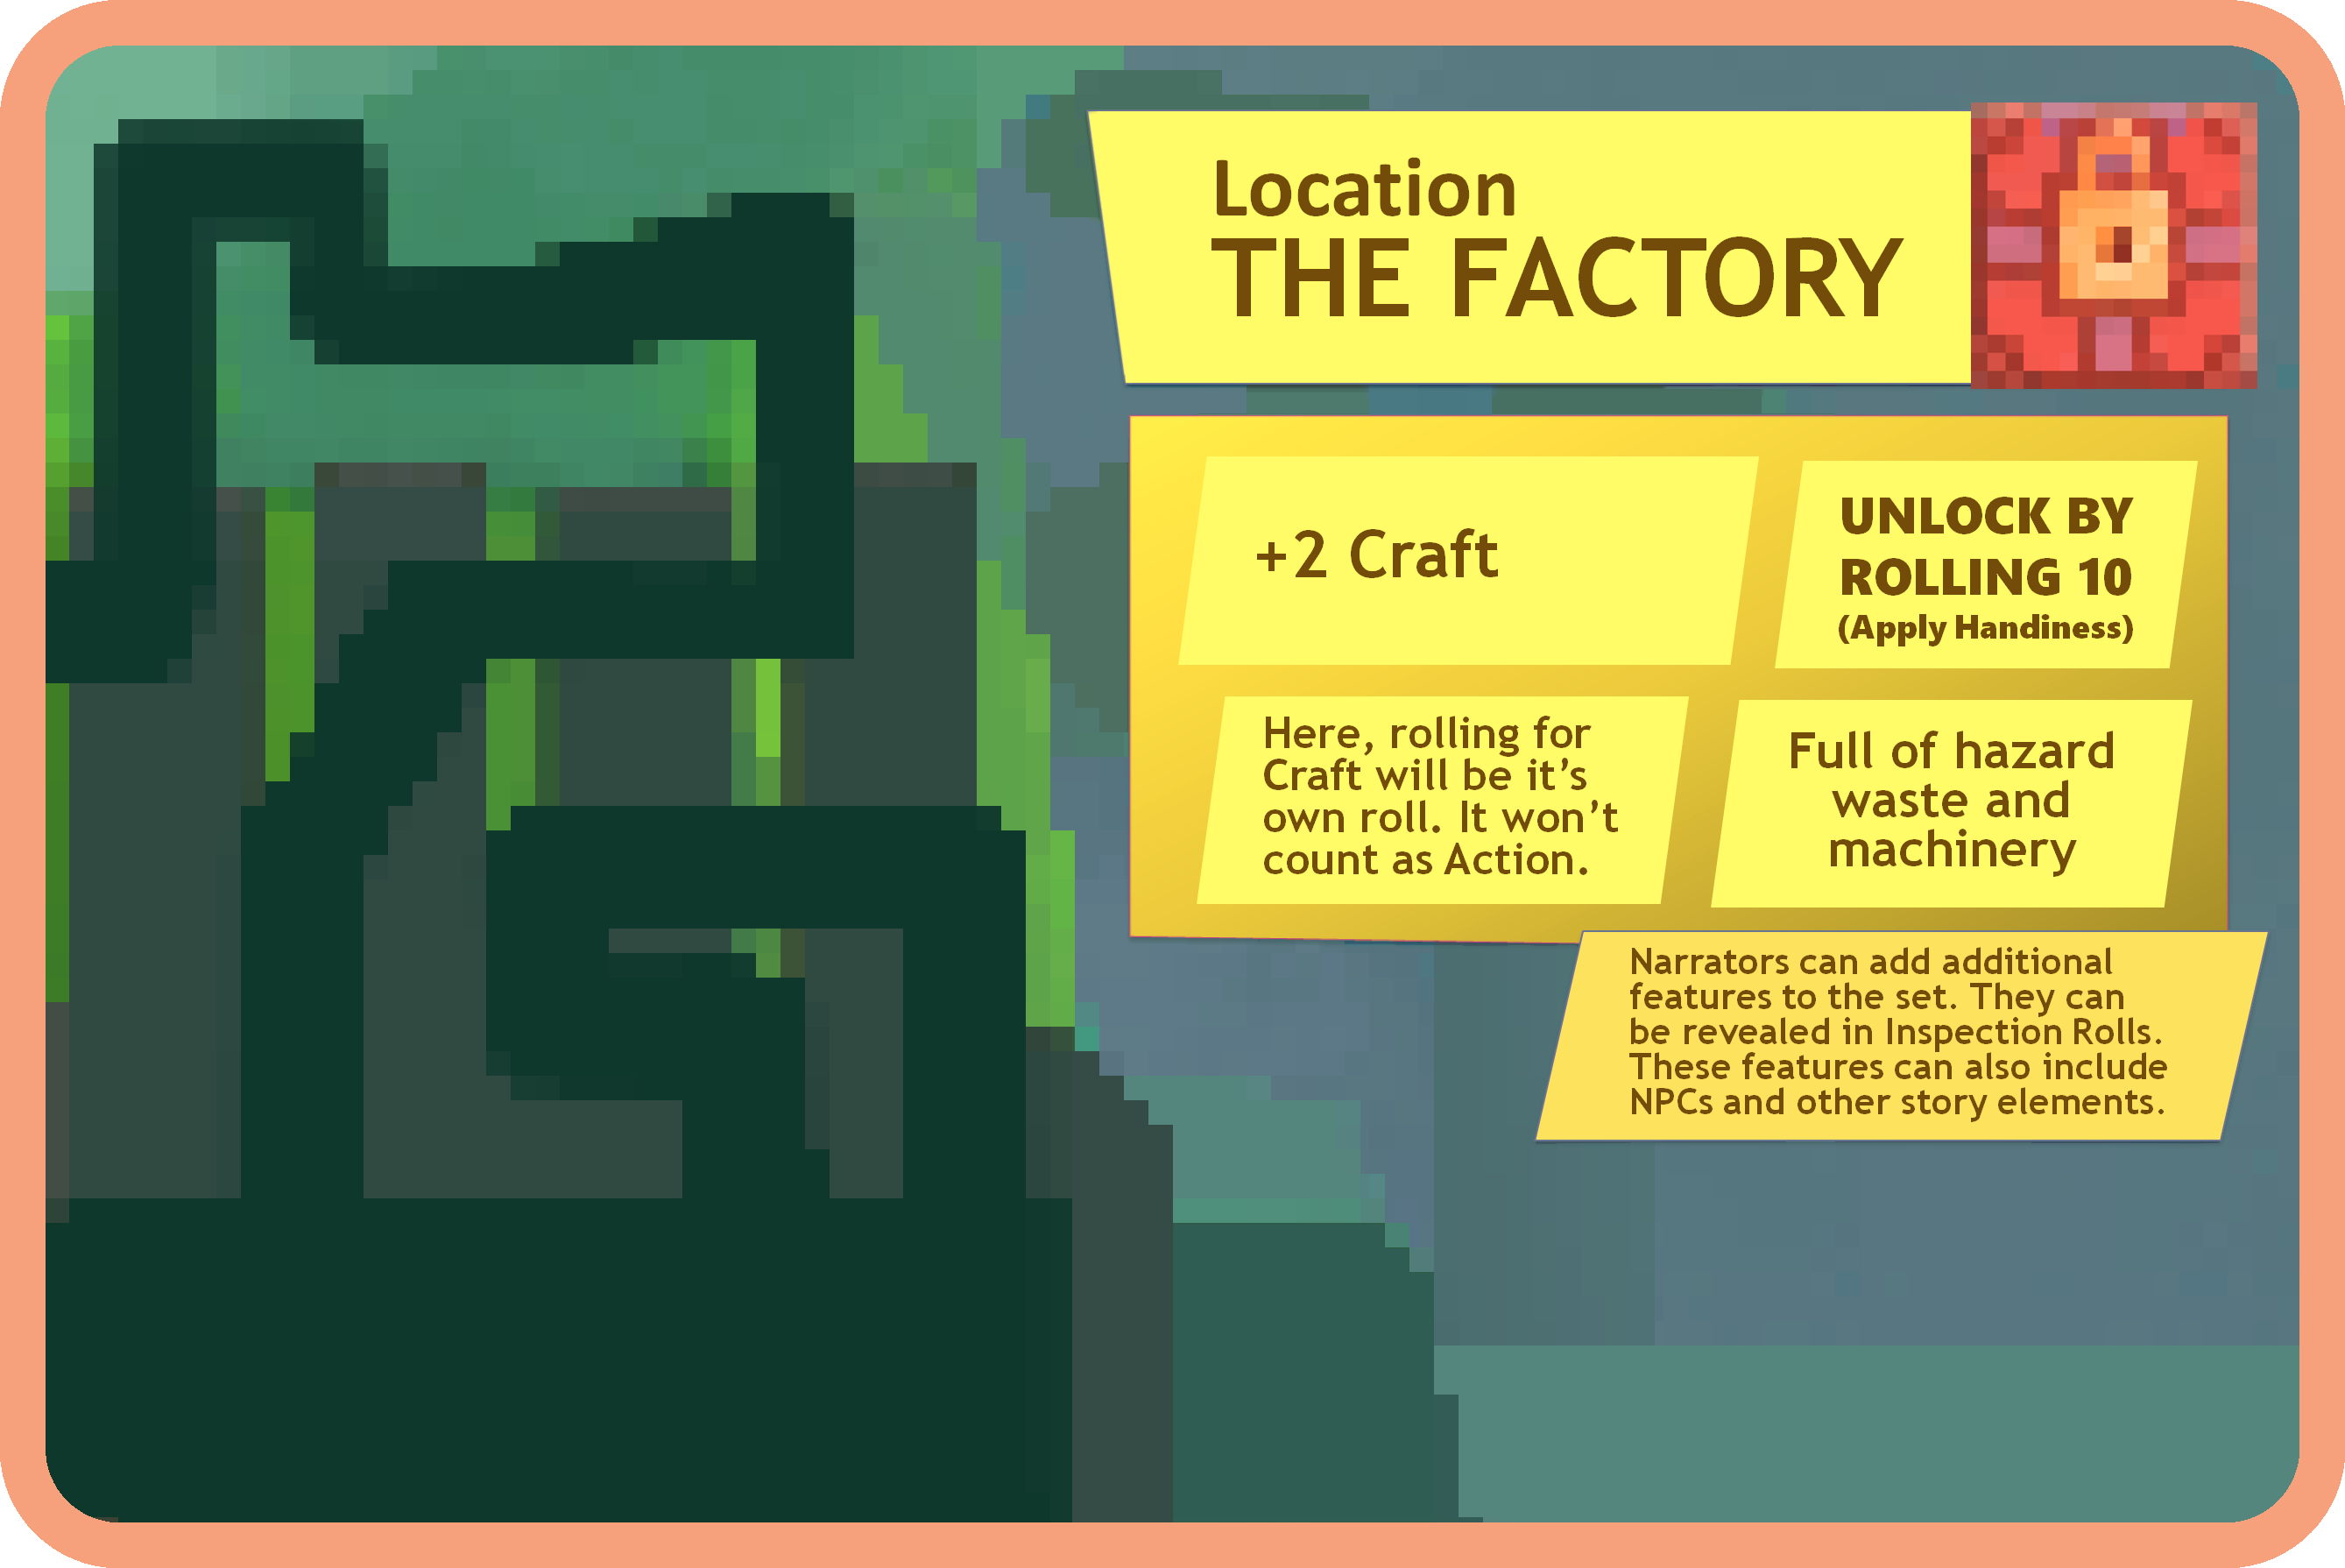 Location
THE FACTORY
+2 Craft
UNLOCK BY
ROLLING 10
(Apply Handiness)
Here, rolling for
Craft will be it’s
own roll. It won’t
count as Action.
Full of hazard
waste and
machinery
Narrators can add additional
features to the set. They can
be revealed in Inspection Rolls.
These features can also include
NPCs and other story elements.